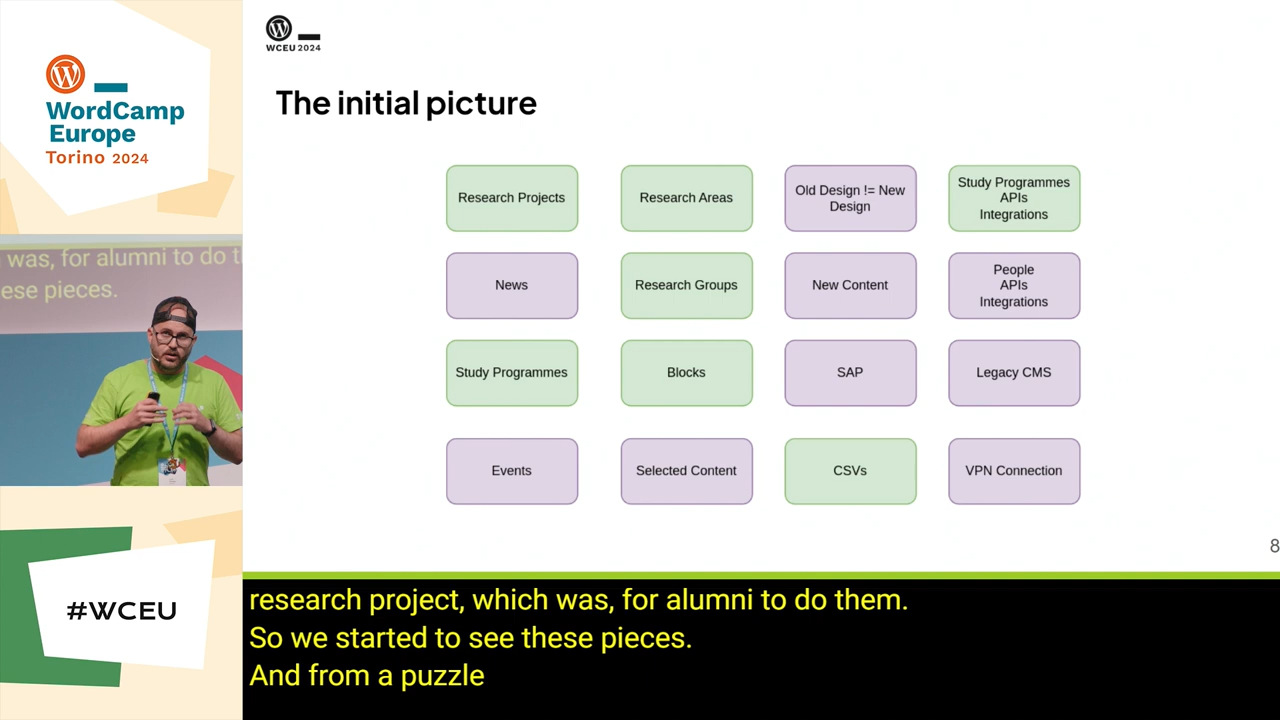 WordCamp
Europe
Torino 2024
was, for alumni to do t
ese pieces.
#WCEU
WCEU 2024
The initial picture
Research Projects
Research Areas
Old Design != New
Design
Study Programmes
APIs
Integrations
News
Research Groups
New Content
People
APIs
Integrations
Study Programmes
Blocks
SAP
Legacy CMS
Events
Selected Content
CSVs
VPN Connection
8
research project, which was, for alumni to do them.
So we started to see these pieces.
And from a puzzle